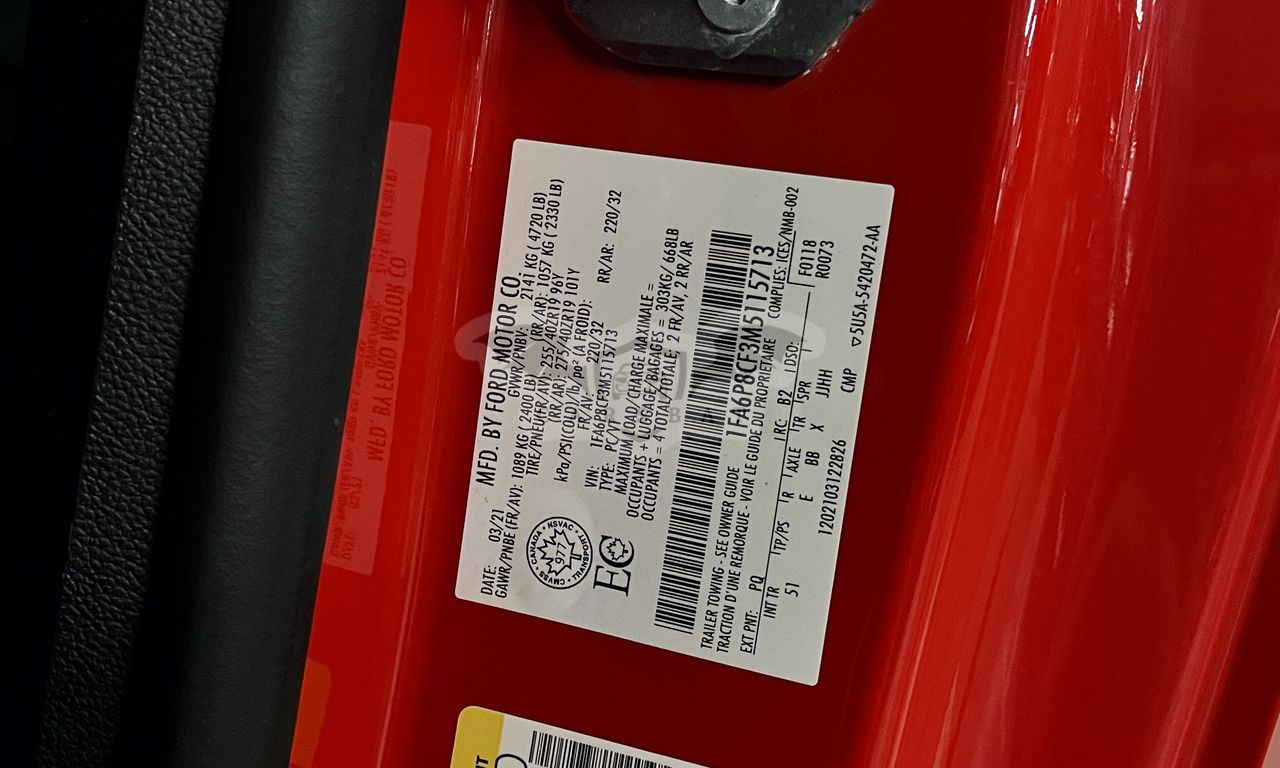 MFD. BY FORD MOTOR CO.
DATE: 03/21 GVWR/PNBV: 2141 KG ( 4720 LB)
GAWR/PNBE (FR/AV): 1089 KG ( 2400 LB) (RR/AR): 1057 KG ( 2330 LB)
TIRE/PNEU(FR/AV): 255/40ZR19 96Y
(RR/AR): 275/40ZR19 101Y
kPa/PSI(COLD)/lb/po² (A FROID):
FR/AV: 220/32 RR/AR: 220/32
VIN: 1FA6P8CF3M5115713
TYPE: PC/VT
MAXIMUM LOAD/CHARGE MAXIMALE =
OCCUPANTS + LUGGAGE/BAGAGES = 303KG/ 668LB
OCCUPANTS = 4 TOTAL/TOTALE: 2 FR/AV, 2 RR/AR
CANADA · NSVAC · TRANSPORT · CMVSS
977
EC
1FA6P8CF3M5115713
TRAILER TOWING - SEE OWNER GUIDE
TRACTION D'UNE REMORQUE - VOIR LE GUIDE DU PROPRIETAIRE COMPLIES: ICES/NMB-002
EXT PNT: PQ RC: B2 DSO: F0118
R0073
INT TR TP/PS R AXLE TR SPR
51 E BB X JJHH
1202103122826 CMP ▽5U5A-5420472-AA